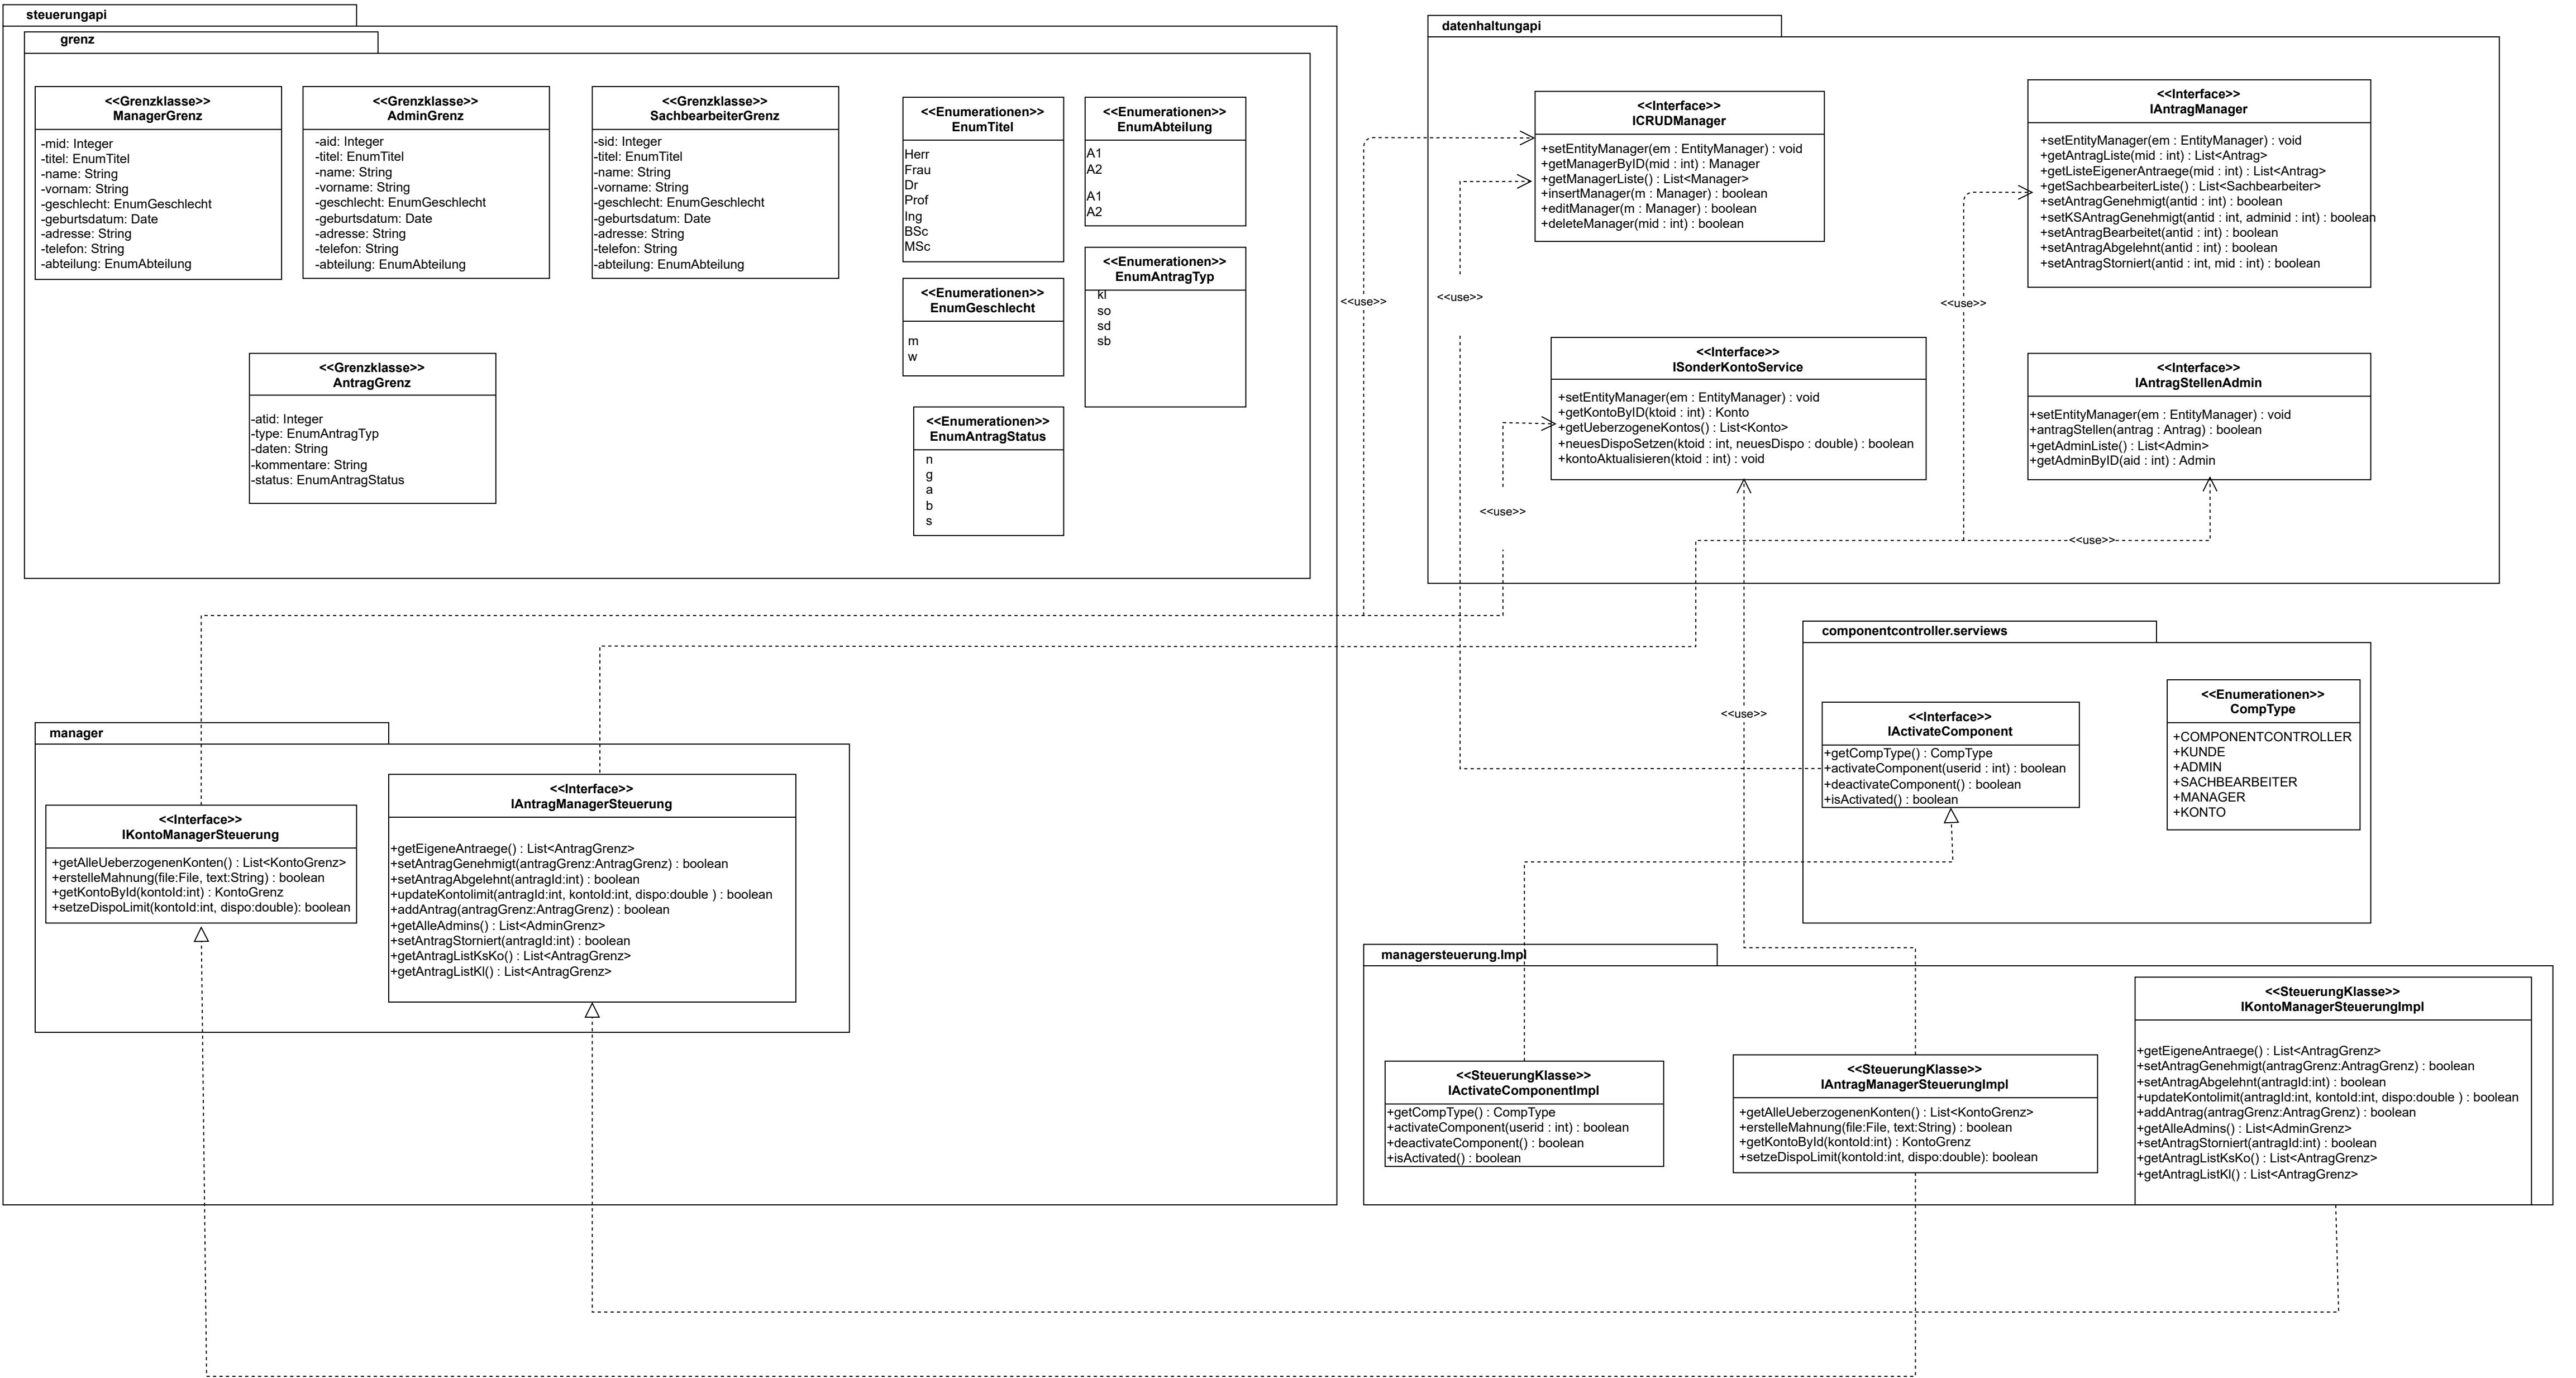 steuerungapi
grenz
<<Grenzklasse>>
ManagerGrenz
-mid: Integer
-titel: EnumTitel
-name: String
-vornam: String
-geschlecht: EnumGeschlecht
-geburtsdatum: Date
-adresse: String
-telefon: String
-abteilung: EnumAbteilung
<<Grenzklasse>>
AdminGrenz
-aid: Integer
-titel: EnumTitel
-name: String
-vorname: String
-geschlecht: EnumGeschlecht
-geburtsdatum: Date
-adresse: String
-telefon: String
-abteilung: EnumAbteilung
<<Grenzklasse>>
SachbearbeiterGrenz
-sid: Integer
-titel: EnumTitel
-name: String
-vorname: String
-geschlecht: EnumGeschlecht
-geburtsdatum: Date
-adresse: String
-telefon: String
-abteilung: EnumAbteilung
<<Enumerationen>>
EnumTitel
Herr
Frau
Dr
Prof
Ing
BSc
MSc
<<Enumerationen>>
EnumAbteilung
A1
A2
A1
A2
<<Enumerationen>>
EnumGeschlecht
m
w
<<Enumerationen>>
EnumAntragTyp
kl
so
sd
sb
<<Grenzklasse>>
AntragGrenz
-atid: Integer
-type: EnumAntragTyp
-daten: String
-kommentare: String
-status: EnumAntragStatus
<<Enumerationen>>
EnumAntragStatus
n
g
a
b
s
manager
<<Interface>>
IKontoManagerSteuerung
+getAlleUeberzogenenKonten() : List<KontoGrenz>
+erstelleMahnung(file:File, text:String) : boolean
+getKontoById(kontoId:int) : KontoGrenz
+setzeDispoLimit(kontoId:int, dispo:double): boolean
<<Interface>>
IAntragManagerSteuerung
+getEigeneAntraege() : List<AntragGrenz>
+setAntragGenehmigt(antragGrenz:AntragGrenz) : boolean
+setAntragAbgelehnt(antragId:int) : boolean
+updateKontolimit(antragId:int, kontoId:int, dispo:double ) : boolean
+addAntrag(antragGrenz:AntragGrenz) : boolean
+getAlleAdmins() : List<AdminGrenz>
+setAntragStorniert(antragId:int) : boolean
+getAntragListKsKo() : List<AntragGrenz>
+getAntragListKl() : List<AntragGrenz>
datenhaltungapi
<<Interface>>
ICRUDManager
+setEntityManager(em : EntityManager) : void
+getManagerByID(mid : int) : Manager
+getManagerListe() : List<Manager>
+insertManager(m : Manager) : boolean
+editManager(m : Manager) : boolean
+deleteManager(mid : int) : boolean
<<Interface>>
IAntragManager
+setEntityManager(em : EntityManager) : void
+getAntragListe(mid : int) : List<Antrag>
+getListeEigenerAntraege(mid : int) : List<Antrag>
+getSachbearbeiterListe() : List<Sachbearbeiter>
+setAntragGenehmigt(antid : int) : boolean
+setKSAntragGenehmigt(antid : int, adminid : int) : boolean
+setAntragBearbeitet(antid : int) : boolean
+setAntragAbgelehnt(antid : int) : boolean
+setAntragStorniert(antid : int, mid : int) : boolean
<<use>>
<<use>>
<<use>>
<<Interface>>
ISonderKontoService
+setEntityManager(em : EntityManager) : void
+getKontoByID(ktoid : int) : Konto
+getUeberzogeneKontos() : List<Konto>
+neuesDispoSetzen(ktoid : int, neuesDispo : double) : boolean
+kontoAktualisieren(ktoid : int) : void
<<Interface>>
IAntragStellenAdmin
+setEntityManager(em : EntityManager) : void
+antragStellen(antrag : Antrag) : boolean
+getAdminListe() : List<Admin>
+getAdminByID(aid : int) : Admin
<<use>>
<<use>>
<<use>>
componentcontroller.serviews
<<Interface>>
IActivateComponent
+getCompType() : CompType
+activateComponent(userid : int) : boolean
+deactivateComponent() : boolean
+isActivated() : boolean
<<Enumerationen>>
CompType
+COMPONENTCONTROLLER
+KUNDE
+ADMIN
+SACHBEARBEITER
+MANAGER
+KONTO
managersteuerung.Impl
<<SteuerungKlasse>>
IActivateComponentImpl
+getCompType() : CompType
+activateComponent(userid : int) : boolean
+deactivateComponent() : boolean
+isActivated() : boolean
<<SteuerungKlasse>>
IAntragManagerSteuerungImpl
+getAlleUeberzogenenKonten() : List<KontoGrenz>
+erstelleMahnung(file:File, text:String) : boolean
+getKontoById(kontoId:int) : KontoGrenz
+setzeDispoLimit(kontoId:int, dispo:double): boolean
<<SteuerungKlasse>>
IKontoManagerSteuerungImpl
+getEigeneAntraege() : List<AntragGrenz>
+setAntragGenehmigt(antragGrenz:AntragGrenz) : boolean
+setAntragAbgelehnt(antragId:int) : boolean
+updateKontolimit(antragId:int, kontoId:int, dispo:double ) : boolean
+addAntrag(antragGrenz:AntragGrenz) : boolean
+getAlleAdmins() : List<AdminGrenz>
+setAntragStorniert(antragId:int) : boolean
+getAntragListKsKo() : List<AntragGrenz>
+getAntragListKl() : List<AntragGrenz>